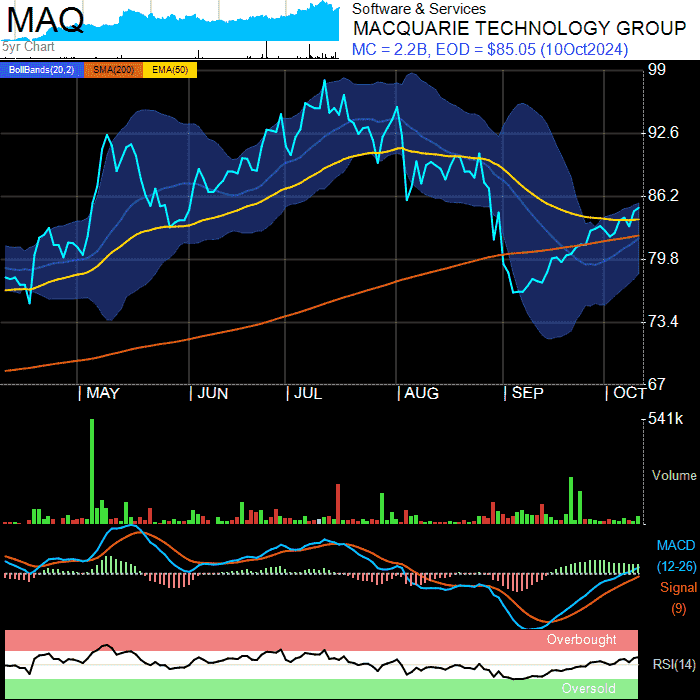 MAQ
5yr Chart
Software & Services
MACQUARIE TECHNOLOGY GROUP
MC = 2.2B, EOD = $85.05 (10Oct2024)
BollBands(20,2) SMA(200) EMA(50)
99
92.6
86.2
79.8
73.4
67
MAY JUN JUL AUG SEP OCT
541k
Volume
MACD
(12-26)
Signal
(9)
Overbought
RSI(14)
Oversold